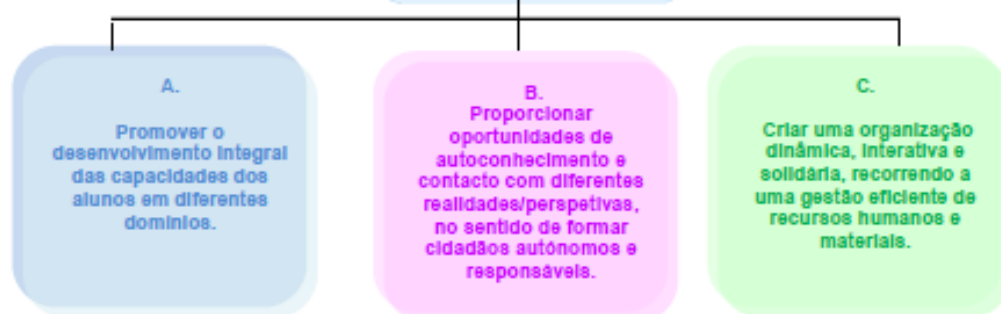 A.
Promover o
desenvolvimento integral
das capacidades dos
alunos em diferentes
domínios.
B.
Proporcionar
oportunidades de
autoconhecimento e
contacto com diferentes
realidades/perspetivas,
no sentido de formar
cidadãos autónomos e
responsáveis.
C.
Criar uma organização
dinâmica, interativa e
solidária, recorrendo a
uma gestão eficiente de
recursos humanos e
materiais.